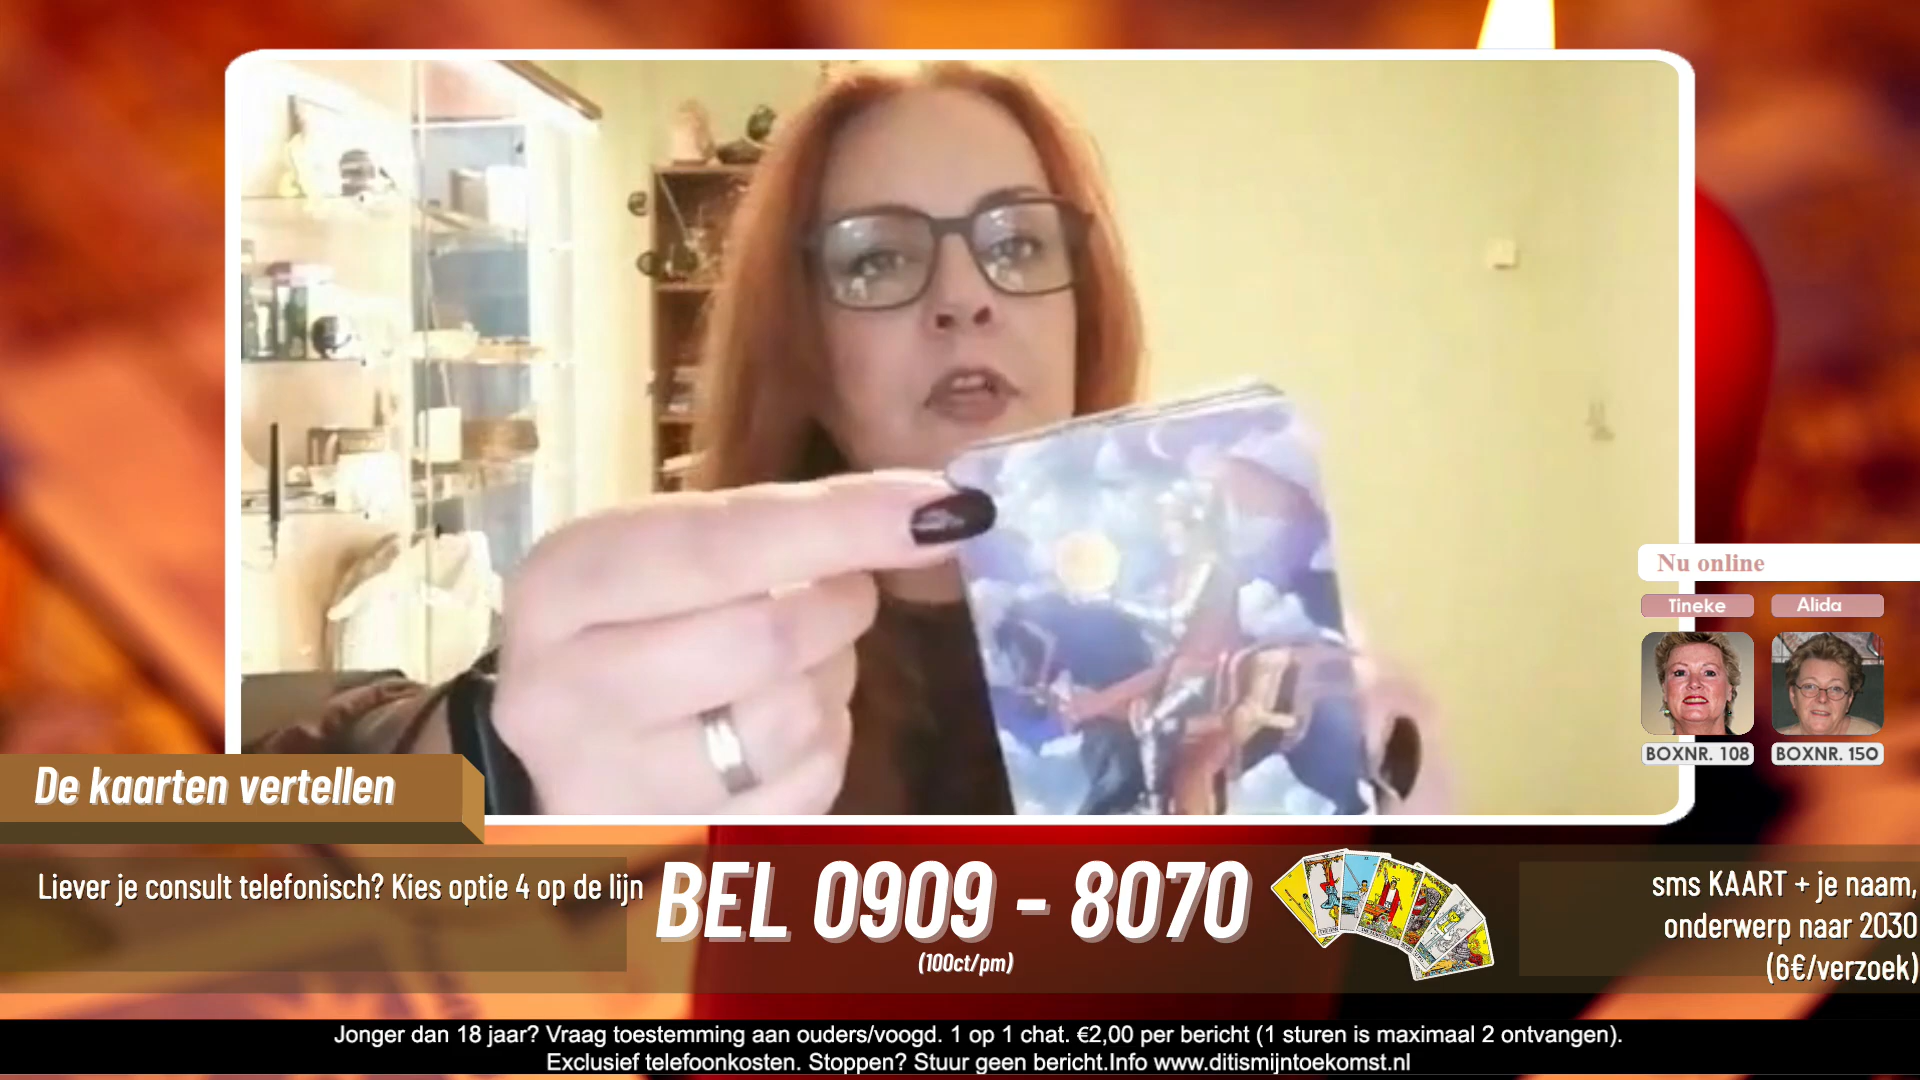 Nu online
Tineke
Alida
BOXNR. 108
BOXNR. 150
De kaarten vertellen
Liever je consult telefonisch? Kies optie 4 op de lijn
BEL 0909 - 8070
(100ct/pm)
sms KAART + je naam,
onderwerp naar 2030
(6€/verzoek)
Jonger dan 18 jaar? Vraag toestemming aan ouders/voogd. 1 op 1 chat. €2,00 per bericht (1 sturen is maximaal 2 ontvangen).
Exclusief telefoonkosten. Stoppen? Stuur geen bericht.Info www.ditismijntoekomst.nl